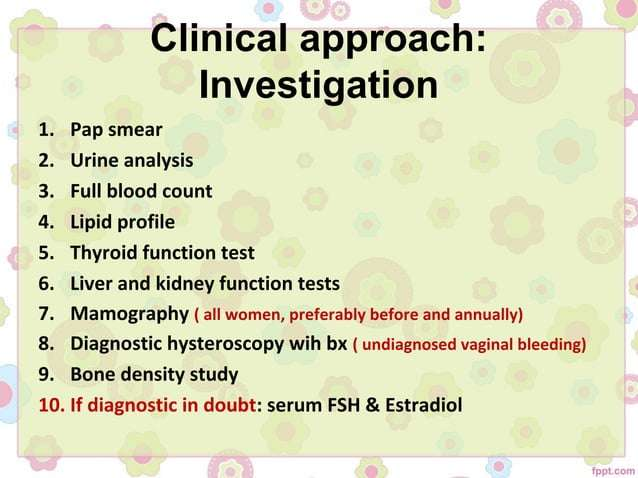 Clinical approach:
Investigation
1. Pap smear
2. Urine analysis
3. Full blood count
4. Lipid profile
5. Thyroid function test
6. Liver and kidney function tests
7. Mamography ( all women, preferably before and annually)
8. Diagnostic hysteroscopy wih bx ( undiagnosed vaginal bleeding)
9. Bone density study
10. If diagnostic in doubt: serum FSH & Estradiol
fppt.com